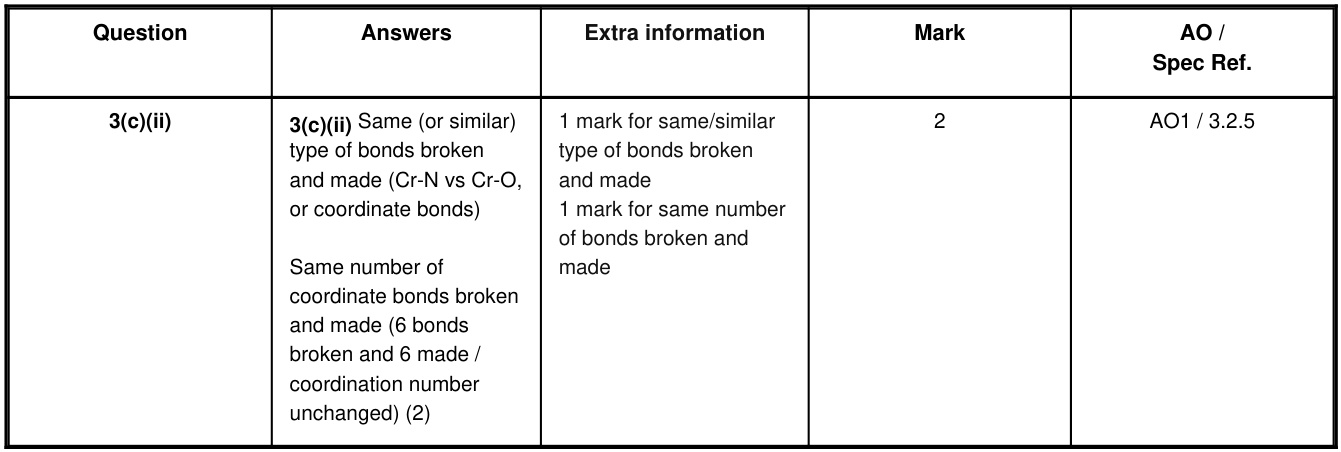 Question Answers Extra information Mark AO /
Spec Ref.
3(c)(ii) 3(c)(ii) Same (or similar) 1 mark for same/similar 2 AO1 / 3.2.5
type of bonds broken type of bonds broken
and made (Cr-N vs Cr-O, and made
or coordinate bonds) 1 mark for same number
of bonds broken and
Same number of made
coordinate bonds broken
and made (6 bonds
broken and 6 made /
coordination number
unchanged) (2)